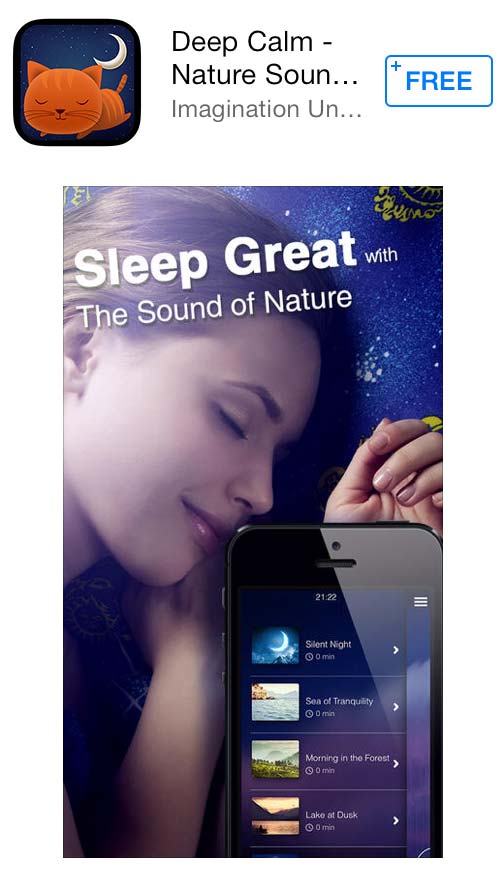 Deep Calm -
Nature Soun...
Imagination Un...
+
FREE
Sleep Great with
The Sound of Nature
21:22
Silent Night
0 min
Sea of Tranquility
0 min
Morning in the Forest
0 min
Lake at Dusk
0 min